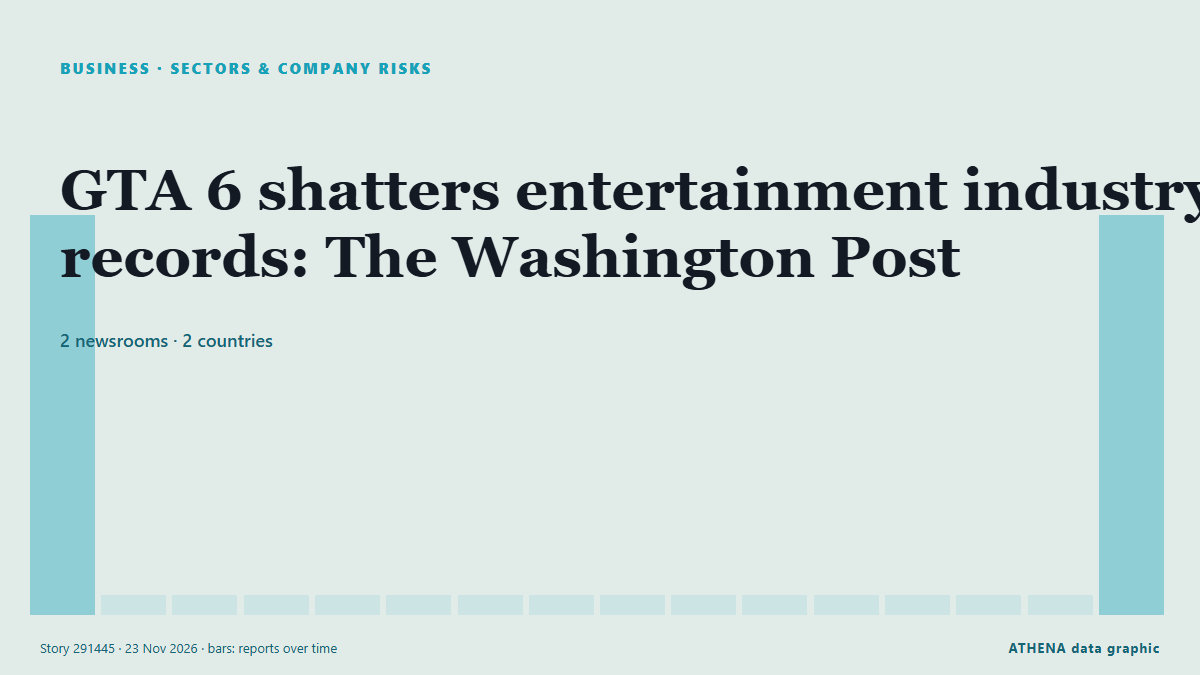 BUSINESS · SECTORS & COMPANY RISKS
GTA 6 shatters entertainment industry
records: The Washington Post
2 newsrooms · 2 countries
Story 291445 · 23 Nov 2026 · bars: reports over time
ATHENA data graphic